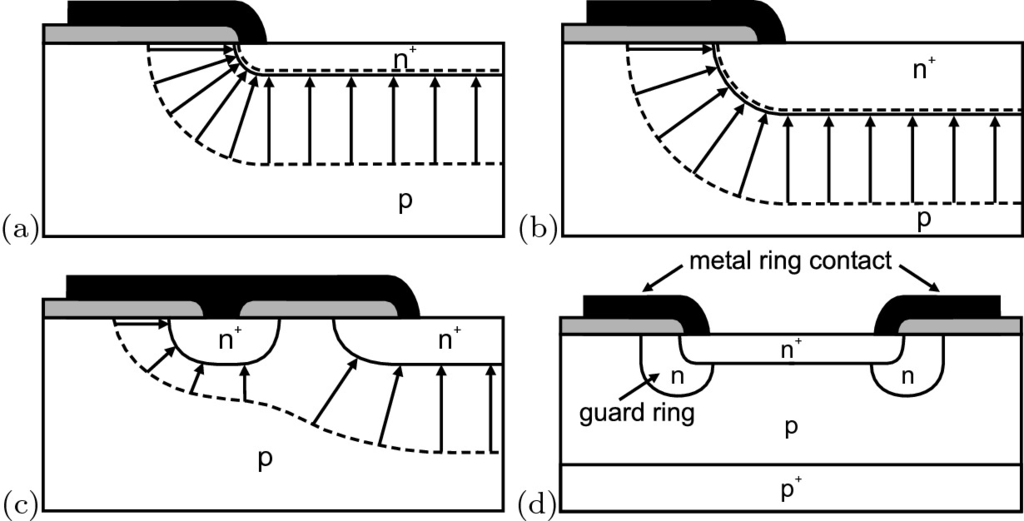 n⁺
p
(a)
n⁺
p
(b)
n⁺
n⁺
p
(c)
metal ring contact
n⁺
n
n
guard ring
p
p⁺
(d)